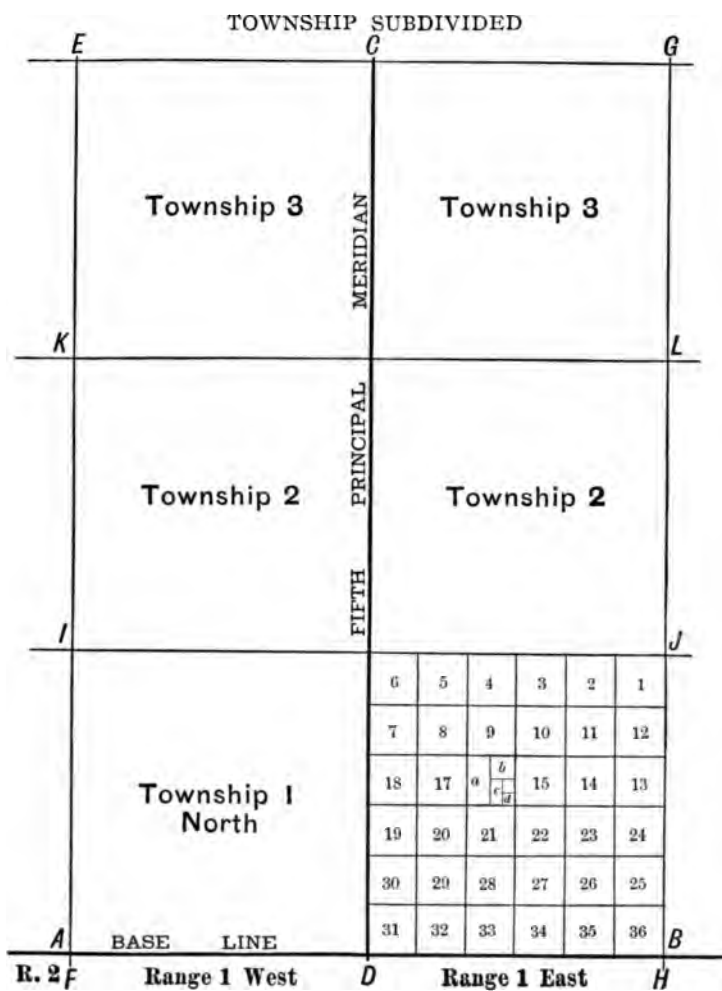 TOWNSHIP SUBDIVIDED
E C G
Township 3 Township 3
MERIDIAN
K L
PRINCIPAL
Township 2 Township 2
FIFTH
I J
6 5 4 3 2 1
7 8 9 10 11 12
18 17 a b c d 15 14 13
Township 1
North
19 20 21 22 23 24
30 29 28 27 26 25
31 32 33 34 35 36
A BASE LINE B
R. 2 F Range 1 West D Range 1 East H